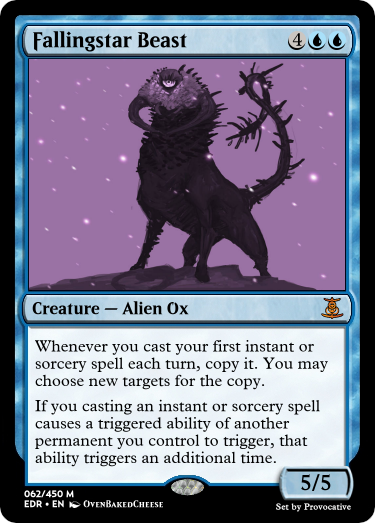 Fallingstar Beast 4
Creature — Alien Ox
Whenever you cast your first instant or
sorcery spell each turn, copy it. You may
choose new targets for the copy.
If you casting an instant or sorcery spell
causes a triggered ability of another
permanent you control to trigger, that
ability triggers an additional time.
5/5
062/450 M
EDR • EN OvenBakedCheese
Set by Provocative